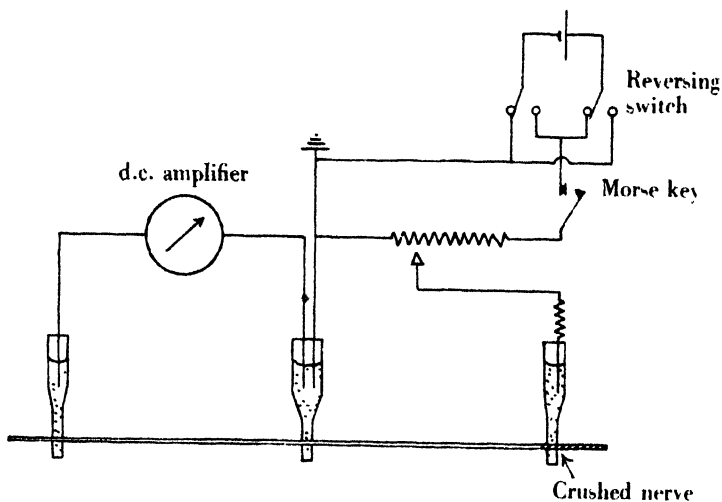 Reversing
switch
d.c. amplifier
Morse key
Crushed nerve